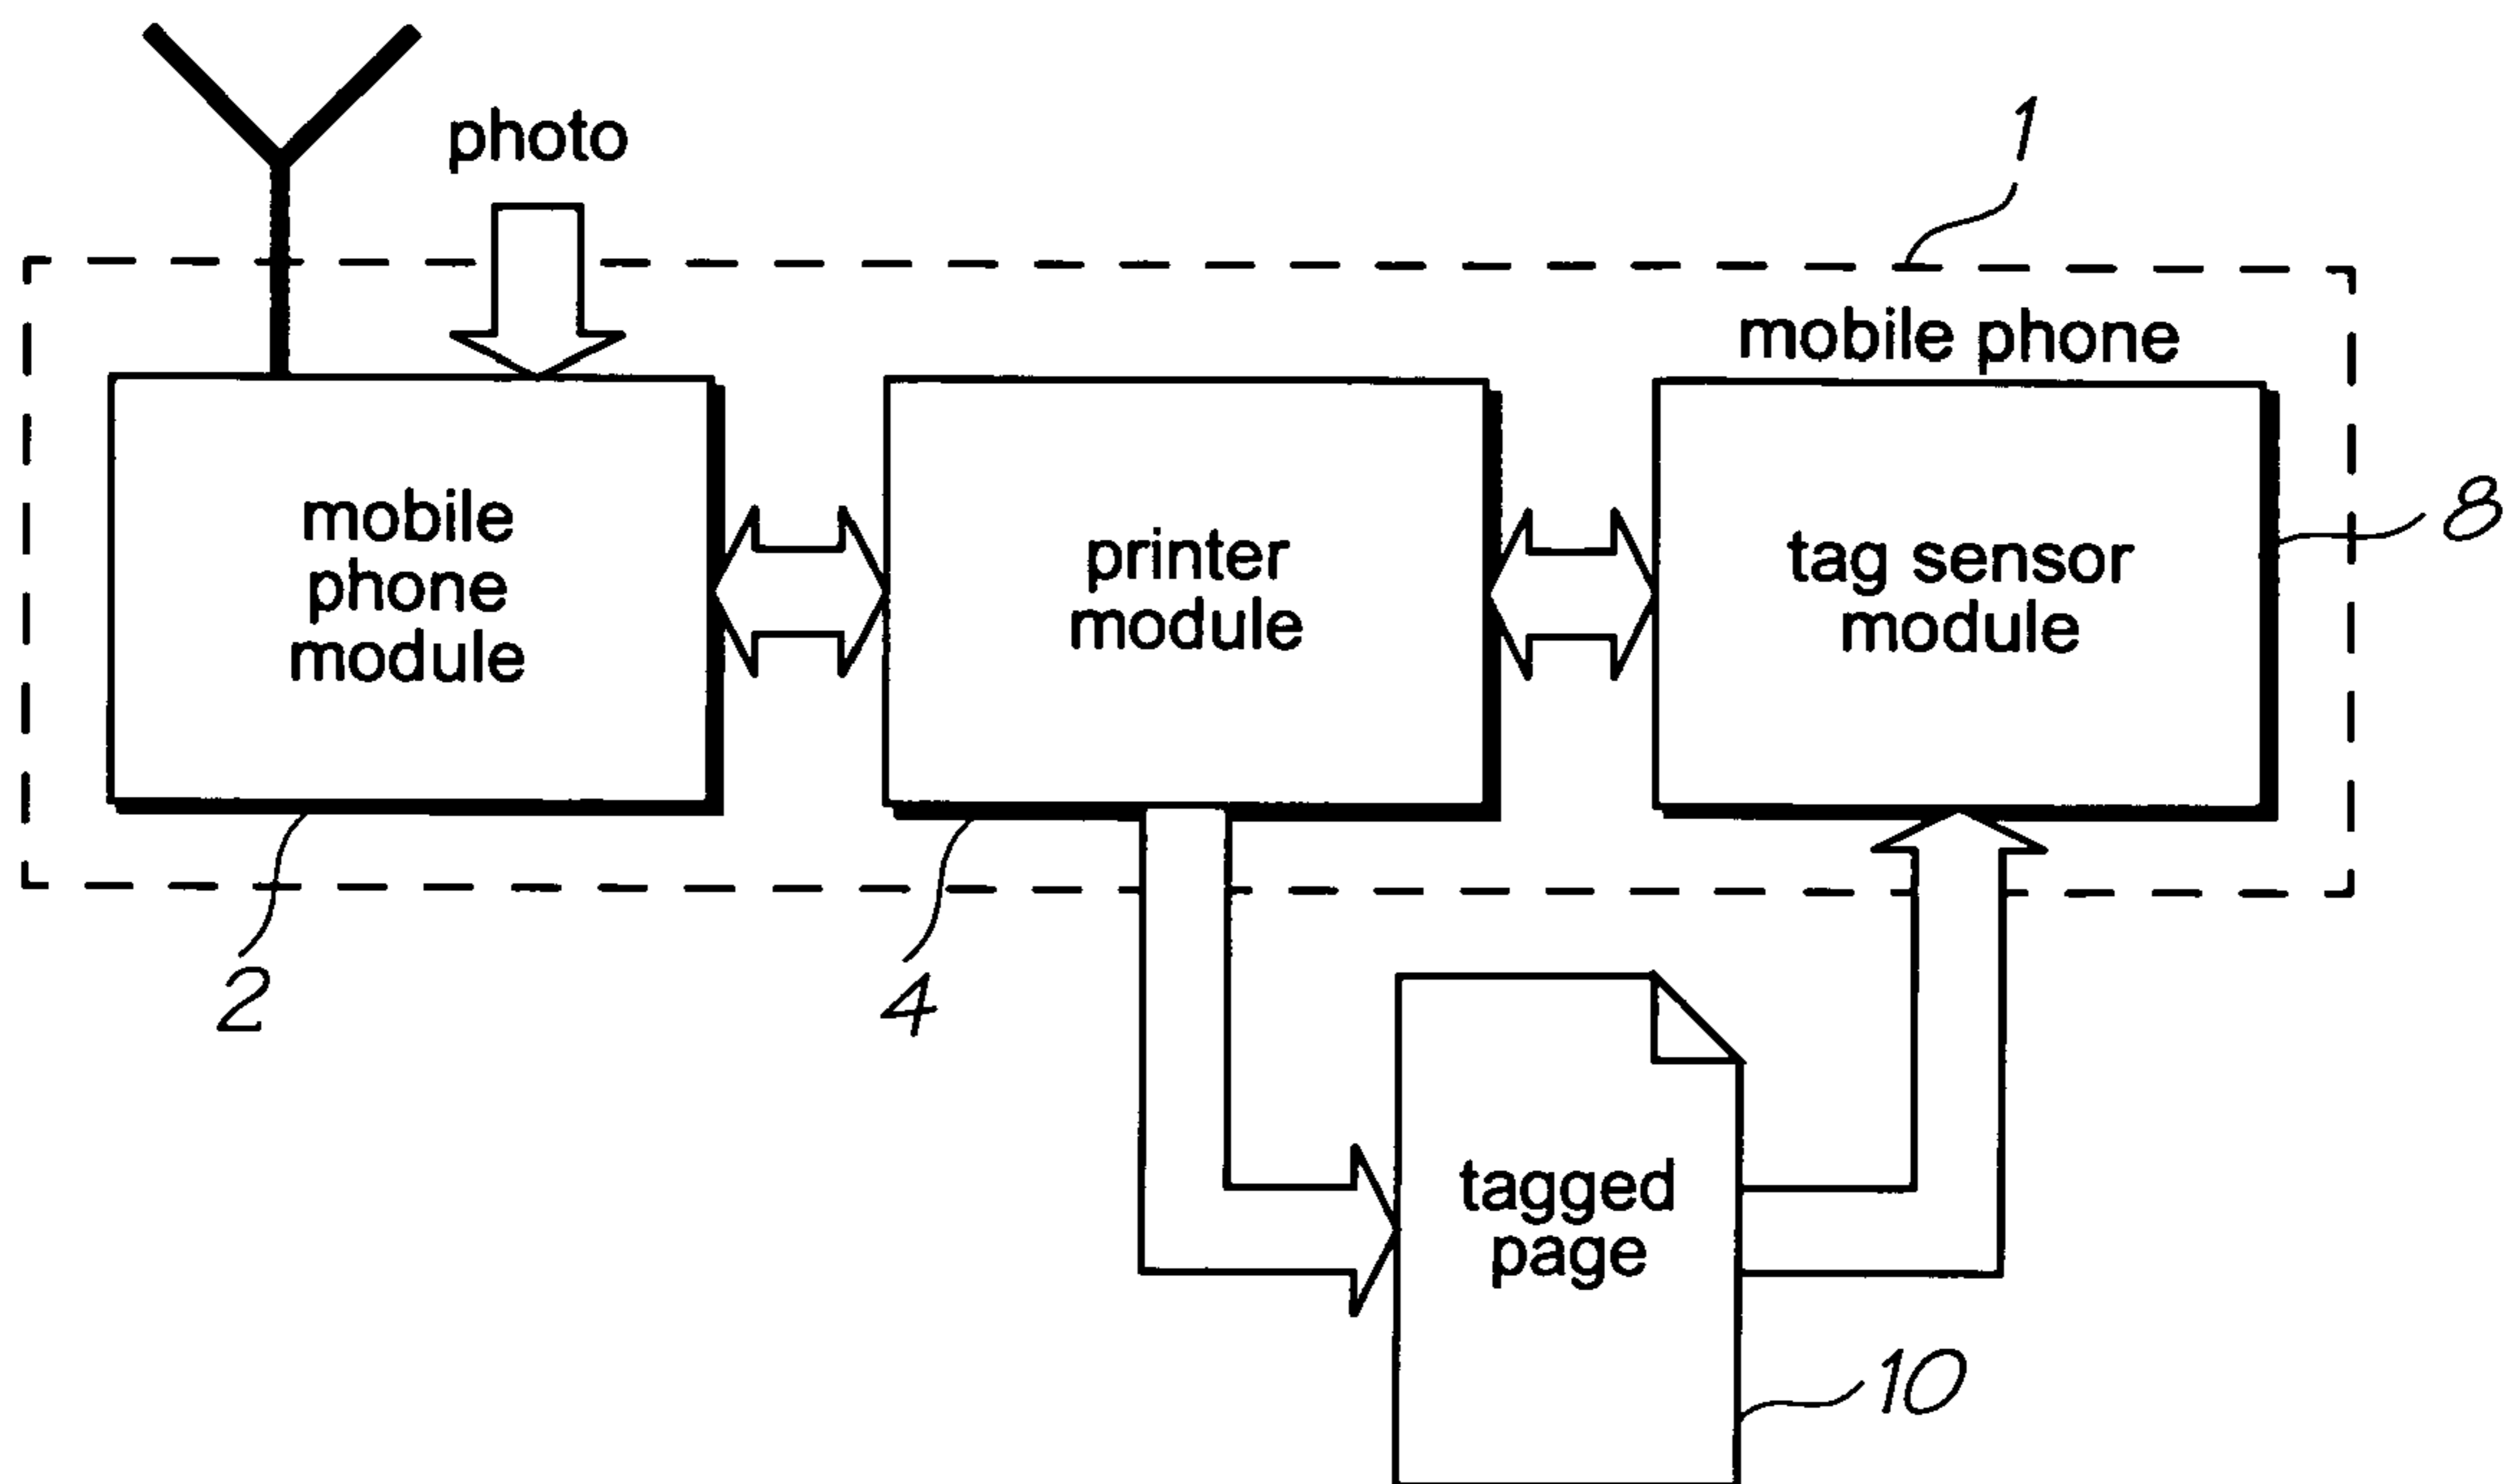 photo
1
mobile phone
mobile
phone
module
printer
module
tag sensor
module
8
2
4
tagged
page
10